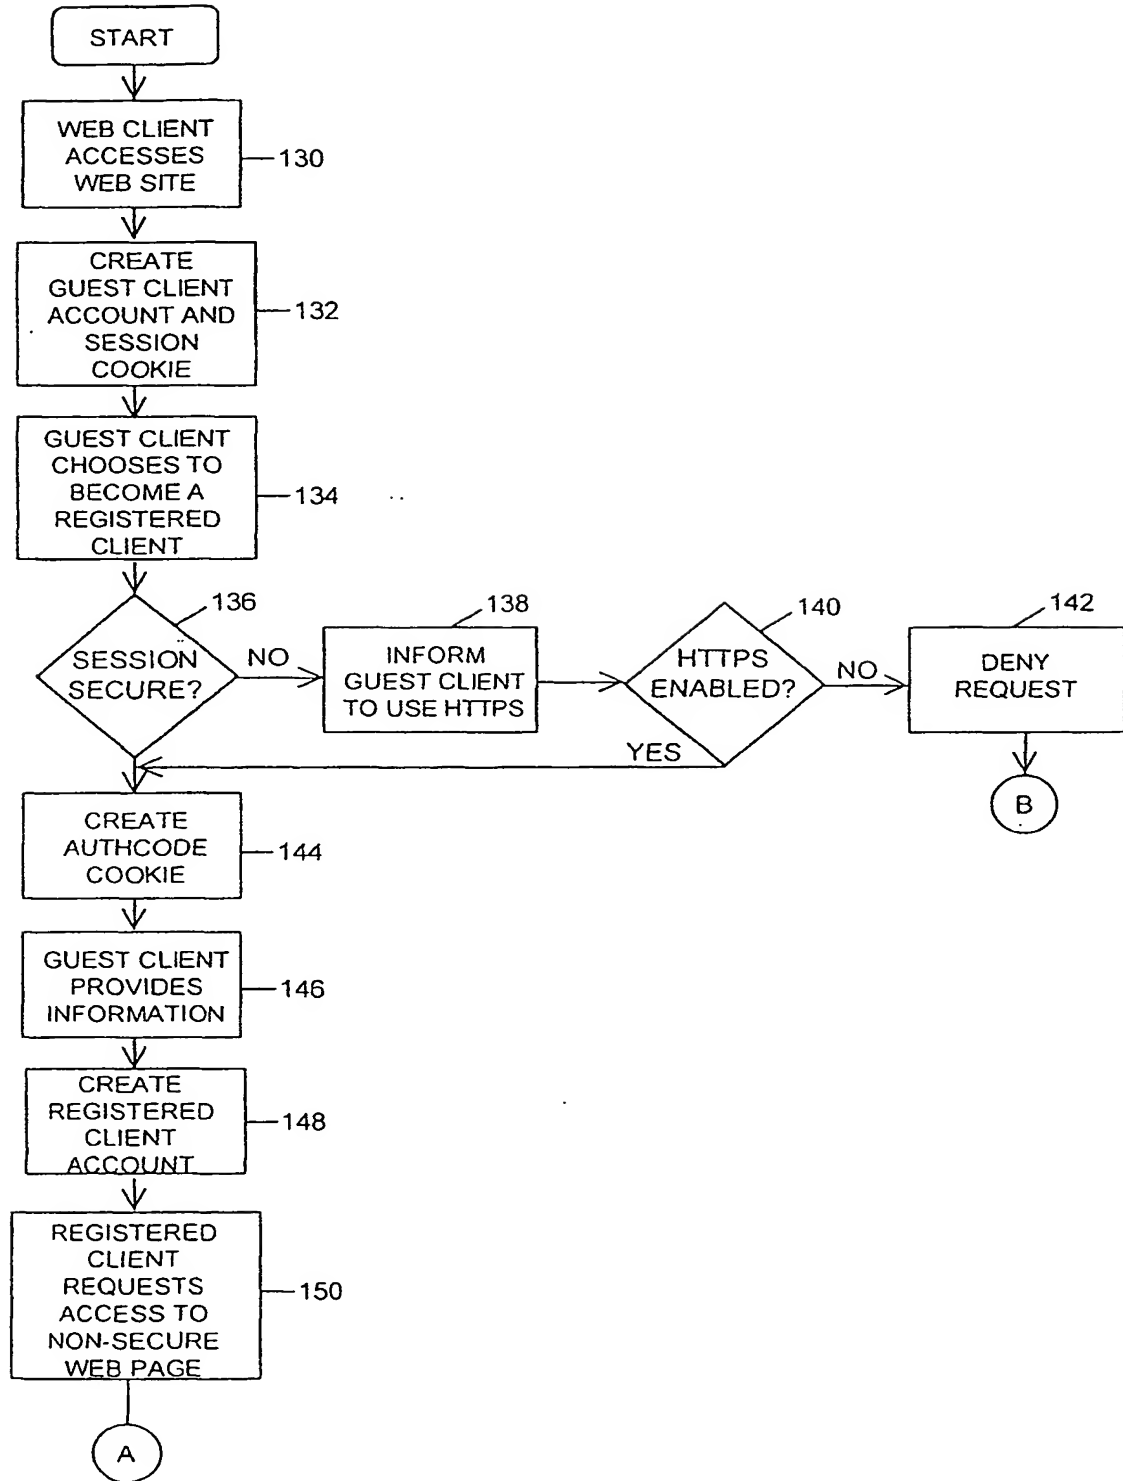 START
WEB CLIENT
ACCESSES
WEB SITE
130
CREATE
GUEST CLIENT
ACCOUNT AND
SESSION
COOKIE
132
GUEST CLIENT
CHOOSES TO
BECOME A
REGISTERED
CLIENT
134
136
SESSION
SECURE?
NO
138
INFORM
GUEST CLIENT
TO USE HTTPS
140
HTTPS
ENABLED?
NO
142
DENY
REQUEST
YES
B
CREATE
AUTHCODE
COOKIE
144
GUEST CLIENT
PROVIDES
INFORMATION
146
CREATE
REGISTERED
CLIENT
ACCOUNT
148
REGISTERED
CLIENT
REQUESTS
ACCESS TO
NON-SECURE
WEB PAGE
150
A